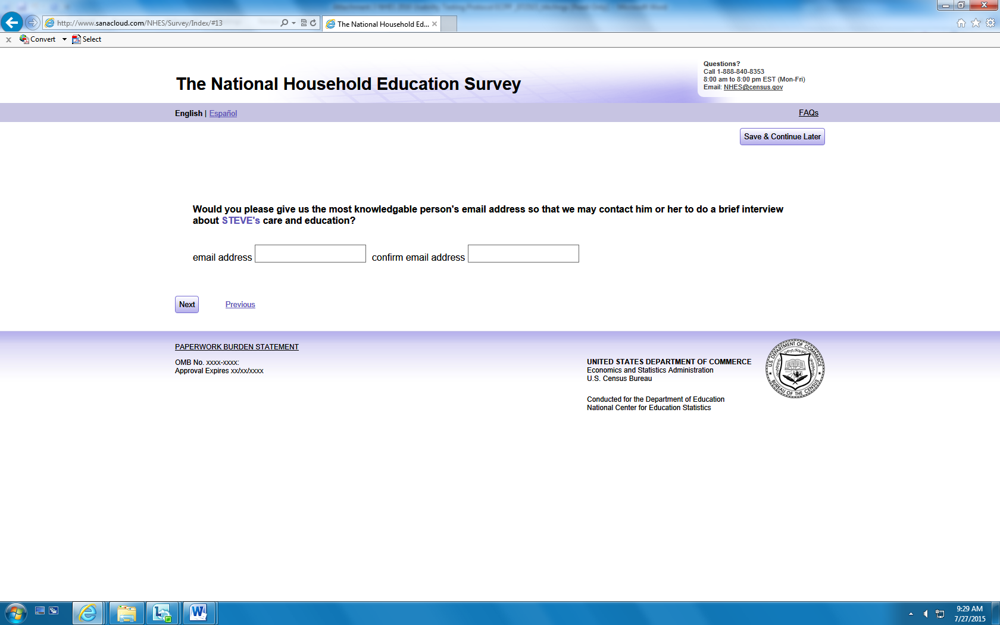 http://www.sanacloud.com/NHES/Survey/Index/#13
The National Household Ed...
Convert
Select
Questions?
Call 1-888-840-8353
8:00 am to 8:00 pm EST (Mon-Fri)
Email: NHES@census.gov
The National Household Education Survey
English | Español
FAQs
Save & Continue Later
Would you please give us the most knowledgable person's email address so that we may contact him or her to do a brief interview
about STEVE's care and education?
email address
confirm email address
Next
Previous
PAPERWORK BURDEN STATEMENT
OMB No. xxxx-xxxx:
Approval Expires xx/xx/xxxx
UNITED STATES DEPARTMENT OF COMMERCE
Economics and Statistics Administration
U.S. Census Bureau
Conducted for the Department of Education
National Center for Education Statistics
U.S. DEPARTMENT OF COMMERCE
BUREAU OF THE CENSUS
9:29 AM
7/27/2015